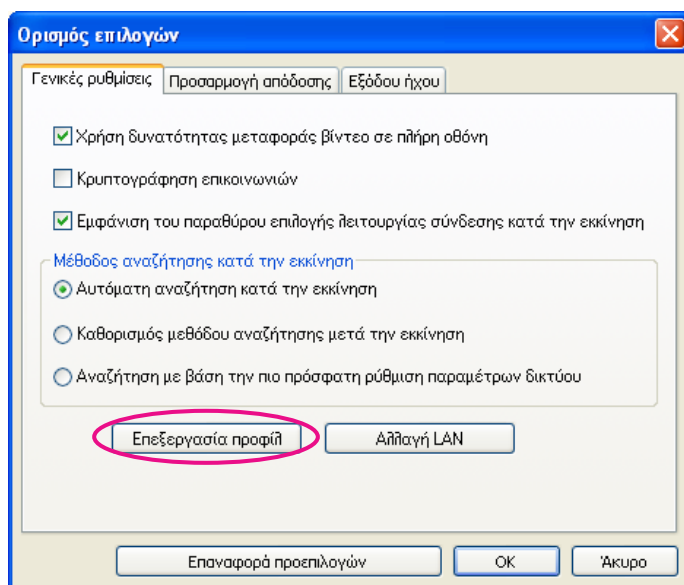 Ορισμός επιλογών
Γενικές ρυθμίσεις Προσαρμογή απόδοσης Εξόδου ήχου
Χρήση δυνατότητας μεταφοράς βίντεο σε πλήρη οθόνη
Κρυπτογράφηση επικοινωνιών
Εμφάνιση του παραθύρου επιλογής λειτουργίας σύνδεσης κατά την εκκίνηση
Μέθοδος αναζήτησης κατά την εκκίνηση
Αυτόματη αναζήτηση κατά την εκκίνηση
Καθορισμός μεθόδου αναζήτησης μετά την εκκίνηση
Αναζήτηση με βάση την πιο πρόσφατη ρύθμιση παραμέτρων δικτύου
Επεξεργασία προφίλ Αλλαγή LAN
Επαναφορά προεπιλογών OK Άκυρο